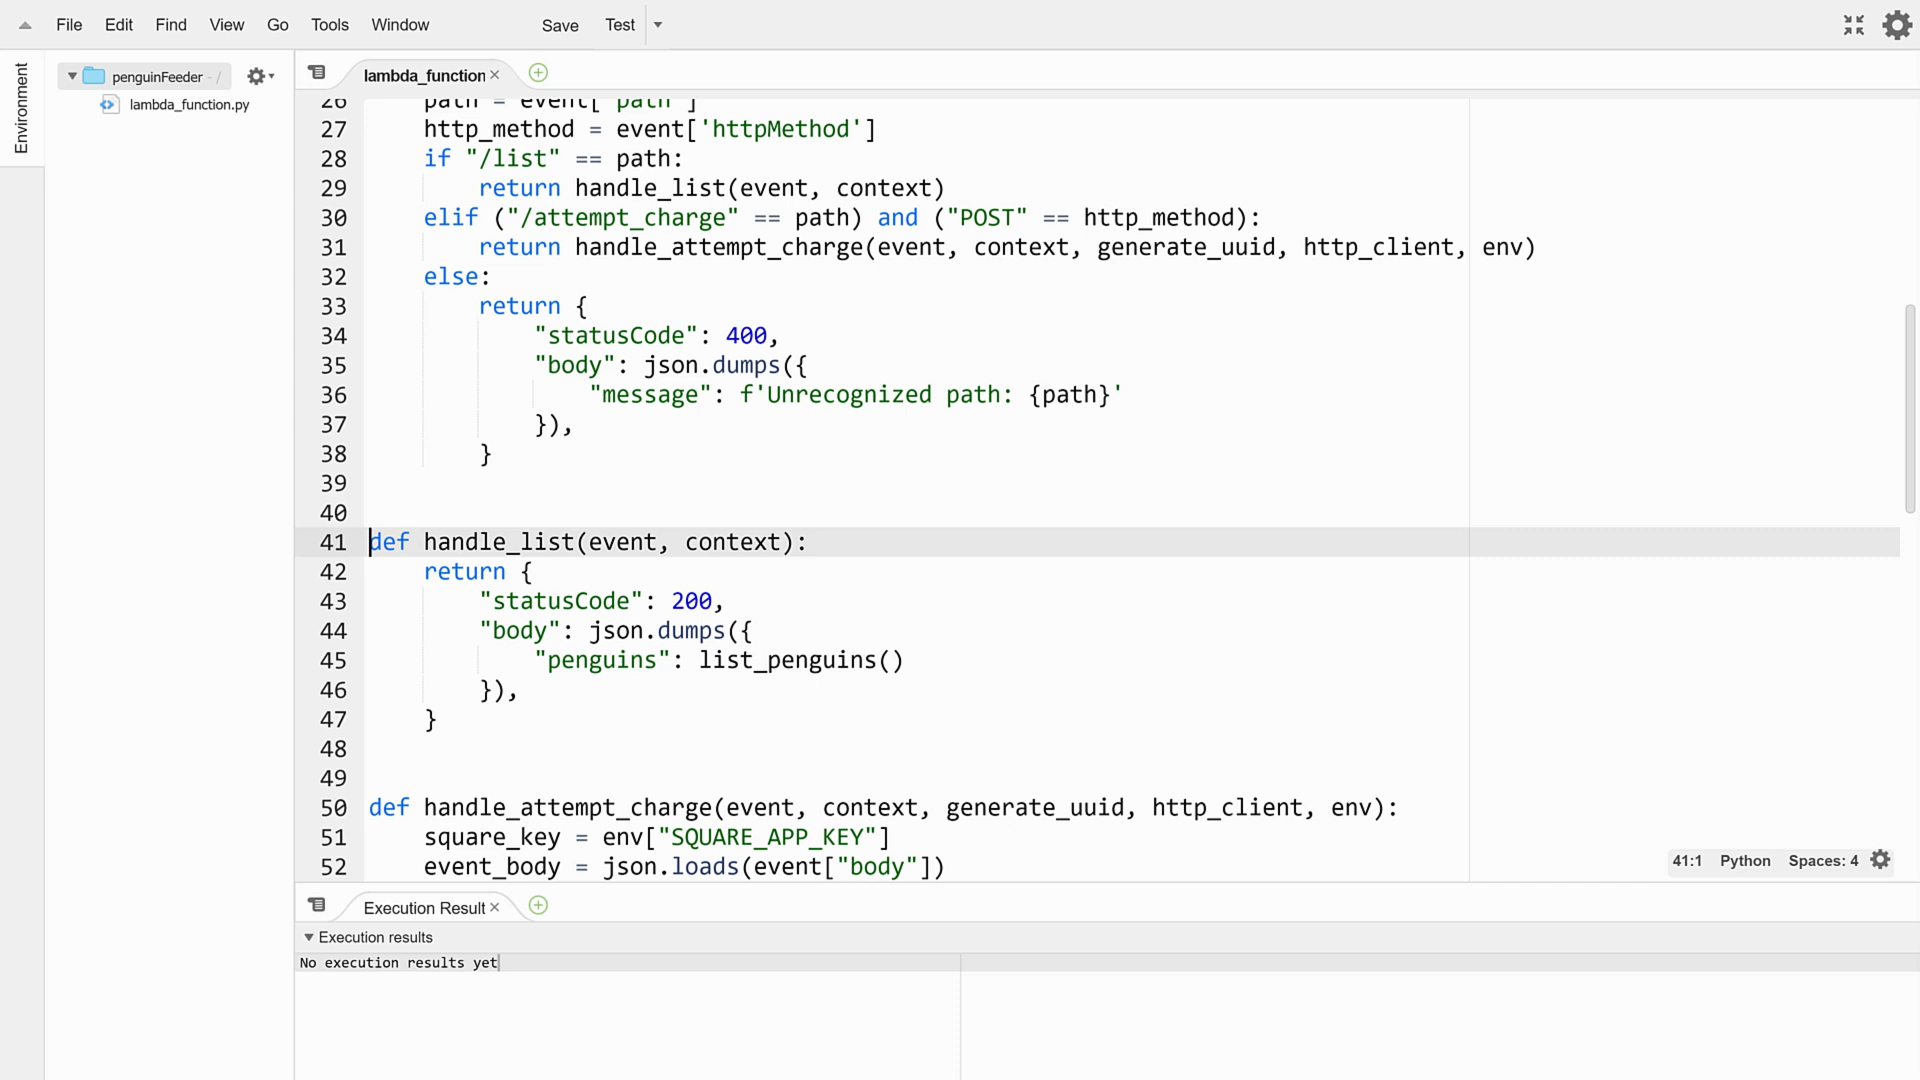 File Edit Find View Go Tools Window Save Test
Environment
penguinFeeder - /
lambda_function.py
lambda_function
26 path = event['path']
27 http_method = event['httpMethod']
28 if "/list" == path:
29 return handle_list(event, context)
30 elif ("/attempt_charge" == path) and ("POST" == http_method):
31 return handle_attempt_charge(event, context, generate_uuid, http_client, env)
32 else:
33 return {
34 "statusCode": 400,
35 "body": json.dumps({
36 "message": f'Unrecognized path: {path}'
37 }),
38 }
39
40
41 def handle_list(event, context):
42 return {
43 "statusCode": 200,
44 "body": json.dumps({
45 "penguins": list_penguins()
46 }),
47 }
48
49
50 def handle_attempt_charge(event, context, generate_uuid, http_client, env):
51 square_key = env["SQUARE_APP_KEY"]
52 event_body = json.loads(event["body"])
41:1 Python Spaces: 4
Execution Result
Execution results
No execution results yet